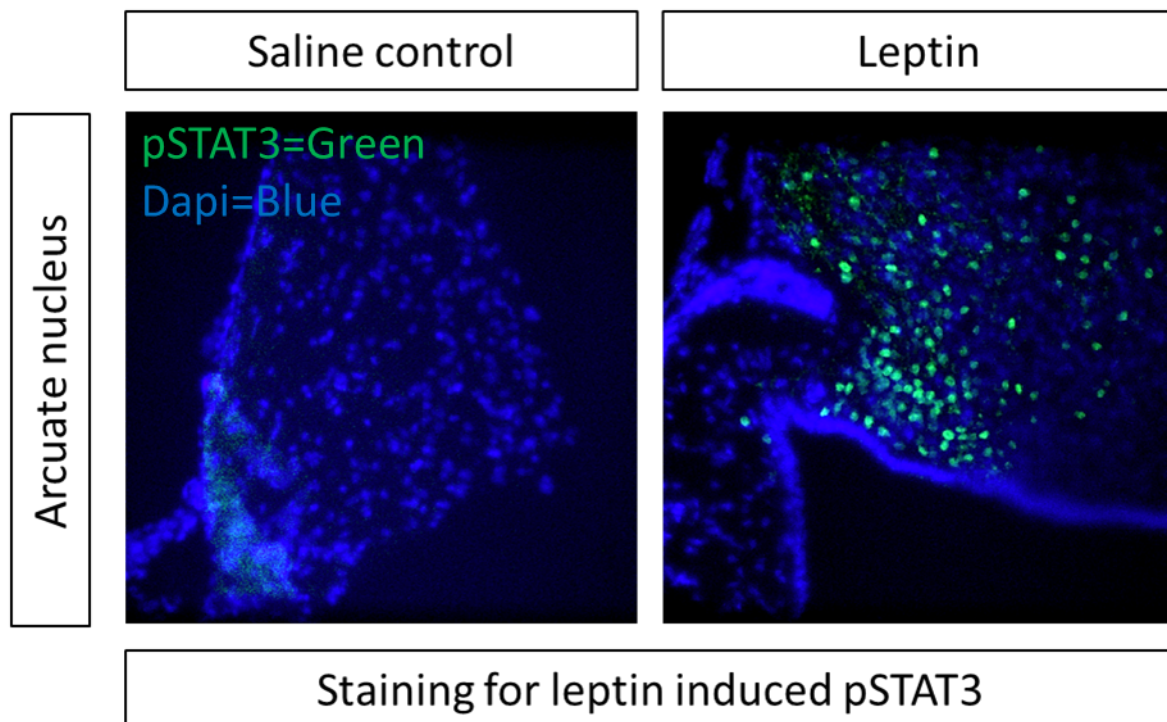 Saline control
Leptin
Arcuate nucleus
pSTAT3=Green
Dapi=Blue
Staining for leptin induced pSTAT3